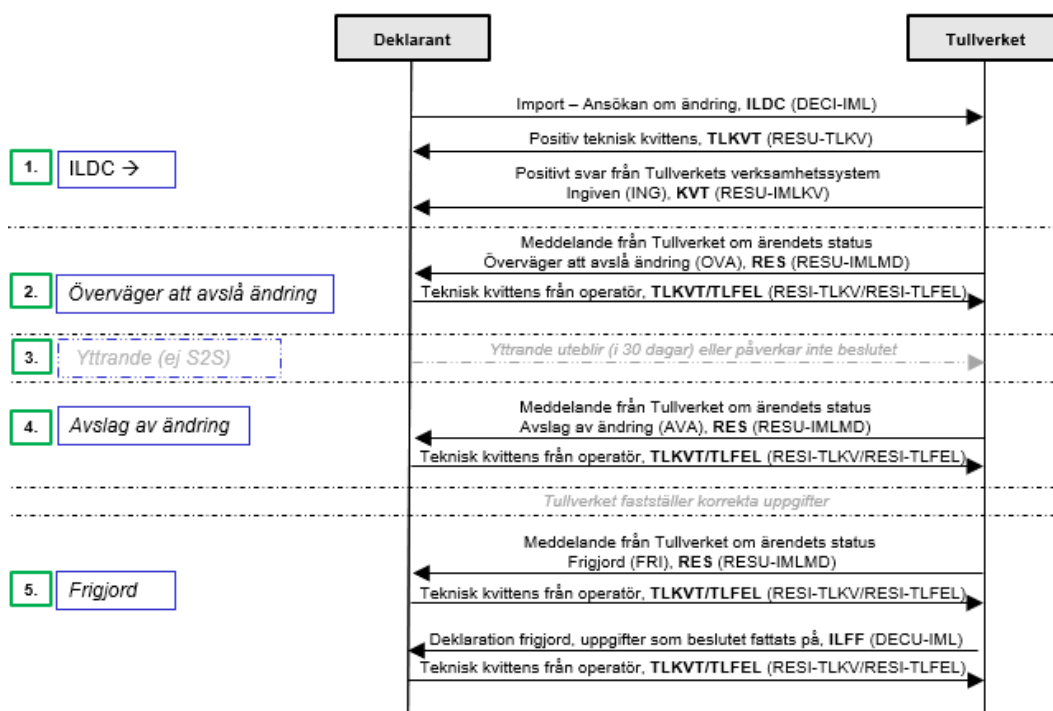 Deklarant
Tullverket
Import – Ansökan om ändring, ILDC (DECI-IML)
Positiv teknisk kvittens, TLKVT (RESU-TLKV)
1.
ILDC →
Positivt svar från Tullverkets verksamhetssystem
Ingiven (ING), KVT (RESU-IMLKV)
Meddelande från Tullverket om ärendets status
Överväger att avslå ändring (OVA), RES (RESU-IMLMD)
2.
Överväger att avslå ändring
Teknisk kvittens från operatör, TLKVT/TLFEL (RESI-TLKV/RESI-TLFEL)
3.
Yttrande (ej S2S)
Yttrande uteblir (i 30 dagar) eller påverkar inte beslutet
4.
Avslag av ändring
Meddelande från Tullverket om ärendets status
Avslag av ändring (AVA), RES (RESU-IMLMD)
Teknisk kvittens från operatör, TLKVT/TLFEL (RESI-TLKV/RESI-TLFEL)
Tullverket fastställer korrekta uppgifter
Meddelande från Tullverket om ärendets status
Frigjord (FRI), RES (RESU-IMLMD)
5.
Frigjord
Teknisk kvittens från operatör, TLKVT/TLFEL (RESI-TLKV/RESI-TLFEL)
Deklaration frigjord, uppgifter som beslutet fattats på, ILFF (DECU-IML)
Teknisk kvittens från operatör, TLKVT/TLFEL (RESI-TLKV/RESI-TLFEL)